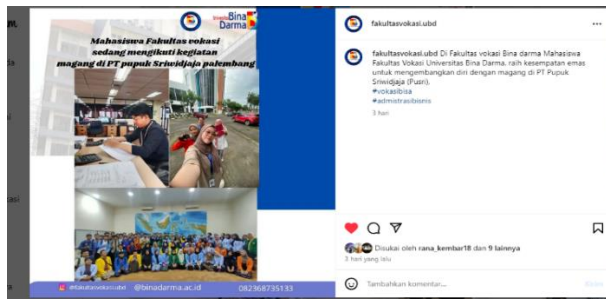 Bina
Darma
Mahasiswa Fakultas vokasi
sedang mengikuti kegiatan
magang di PT pupuk Sriwidjaja palembang
@binadarma.ac.id
082368735133
fakultasvokasi.ubd
fakultasvokasi.ubd Di Fakultas vokasi Bina darma Mahasiswa
Fakultas Vokasi Universitas Bina Darma. raih kesempatan emas
untuk mengembangkan diri dengan magang di PT Pupuk
Sriwidjaja (Pusri).
#vokasibisa
#admistrasibisnis
3 hari
Disukai oleh rana_kembar18 dan 9 lainnya
3 hari yang lalu
Tambahkan komentar...